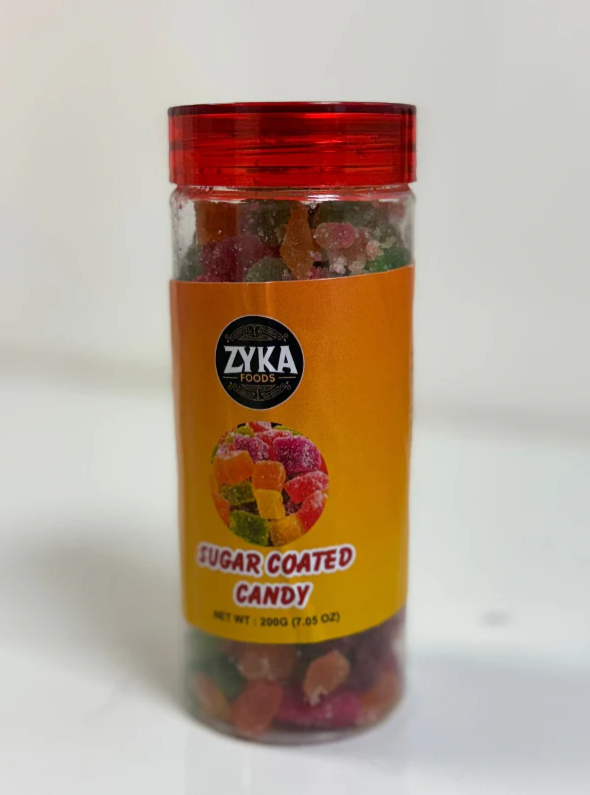 ZYKA
FOODS
SUGAR COATED
CANDY
NET WT : 200G (7.05 OZ)